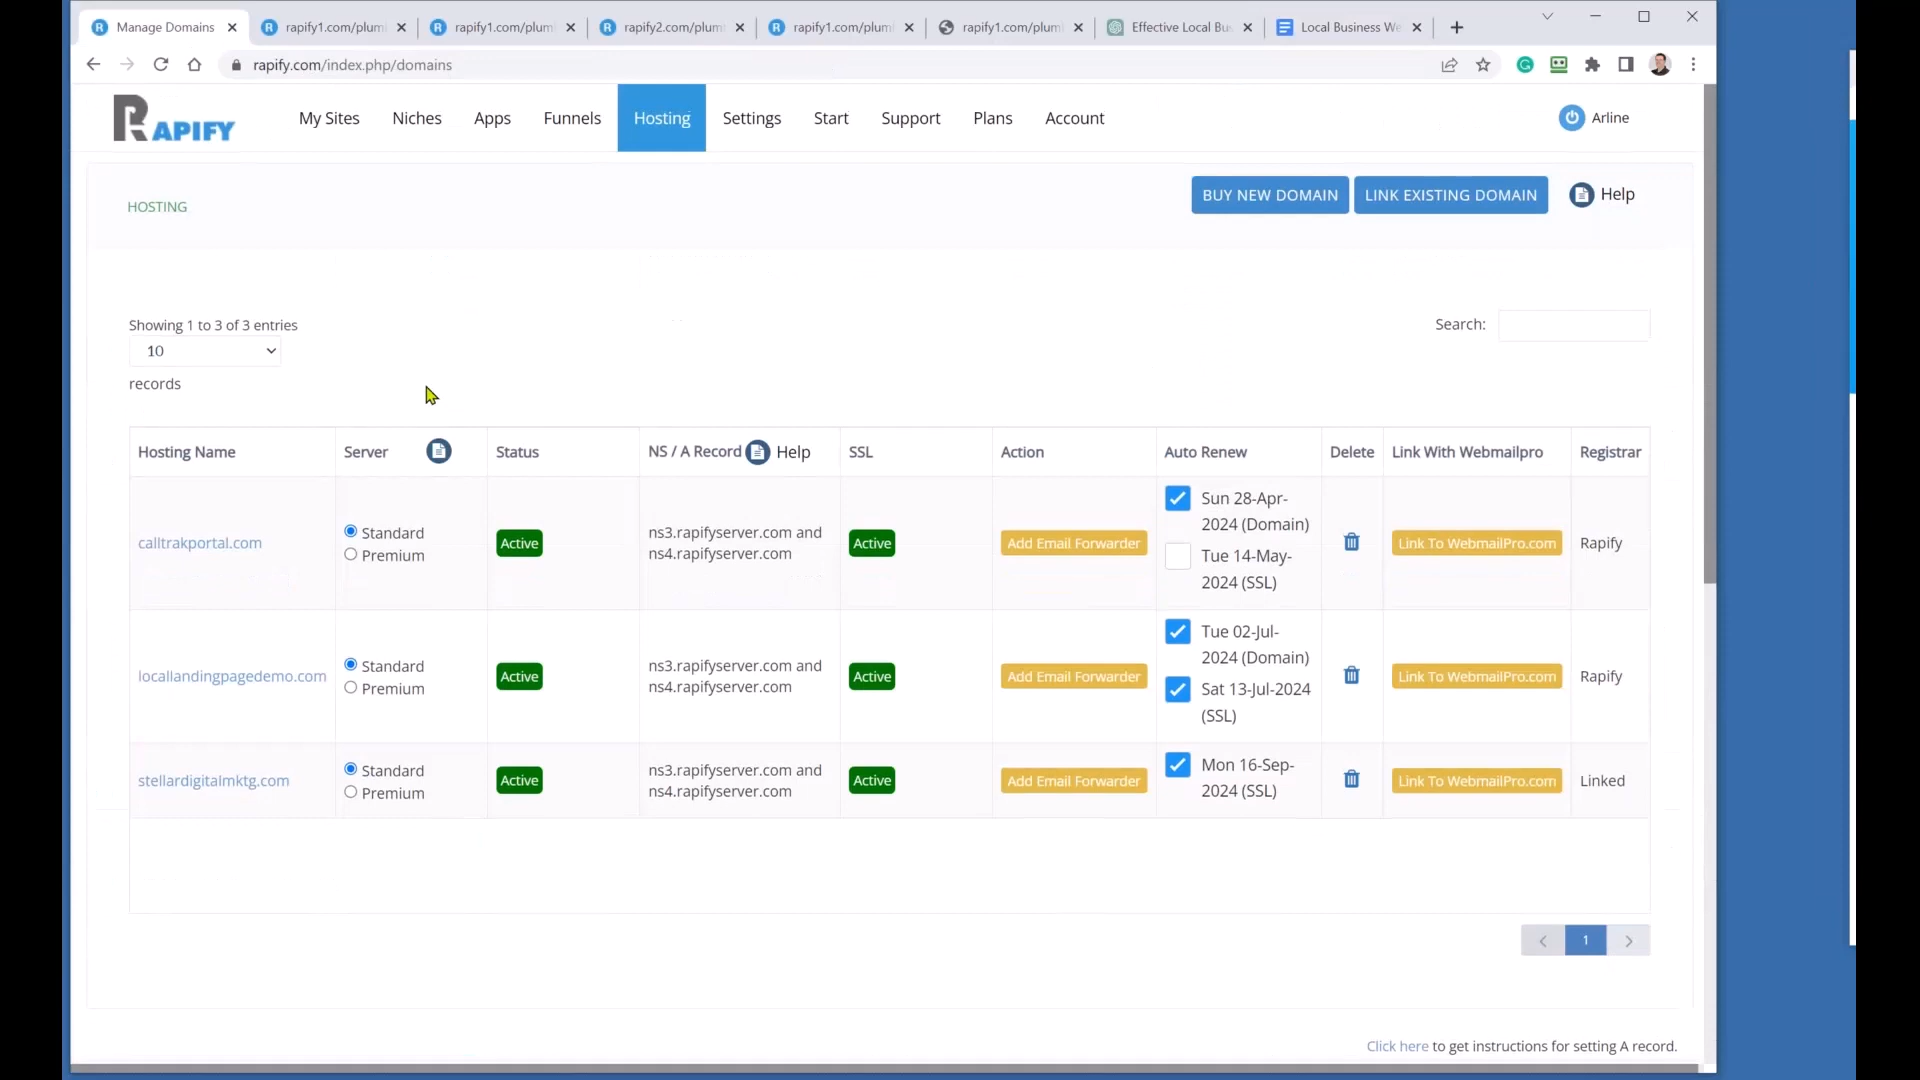 Manage Domains
rapify1.com/plum
rapify1.com/plum
rapify2.com/plum
rapify1.com/plum
rapify1.com/plum
Effective Local Bus
Local Business We
rapify.com/index.php/domains
RAPIFY
My Sites
Niches
Apps
Funnels
Hosting
Settings
Start
Support
Plans
Account
Arline
HOSTING
BUY NEW DOMAIN
LINK EXISTING DOMAIN
Help
Showing 1 to 3 of 3 entries
10
records
Search:
Hosting Name
Server
Status
NS / A Record
Help
SSL
Action
Auto Renew
Delete
Link With Webmailpro
Registrar
calltrakportal.com
Standard
Premium
Active
ns3.rapifyserver.com and
ns4.rapifyserver.com
Active
Add Email Forwarder
Sun 28-Apr-
2024 (Domain)
Tue 14-May-
2024 (SSL)
Link To WebmailPro.com
Rapify
locallandingpagedemo.com
Standard
Premium
Active
ns3.rapifyserver.com and
ns4.rapifyserver.com
Active
Add Email Forwarder
Tue 02-Jul-
2024 (Domain)
Sat 13-Jul-2024
(SSL)
Link To WebmailPro.com
Rapify
stellardigitalmktg.com
Standard
Premium
Active
ns3.rapifyserver.com and
ns4.rapifyserver.com
Active
Add Email Forwarder
Mon 16-Sep-
2024 (SSL)
Link To WebmailPro.com
Linked
1
Click here to get instructions for setting A record.